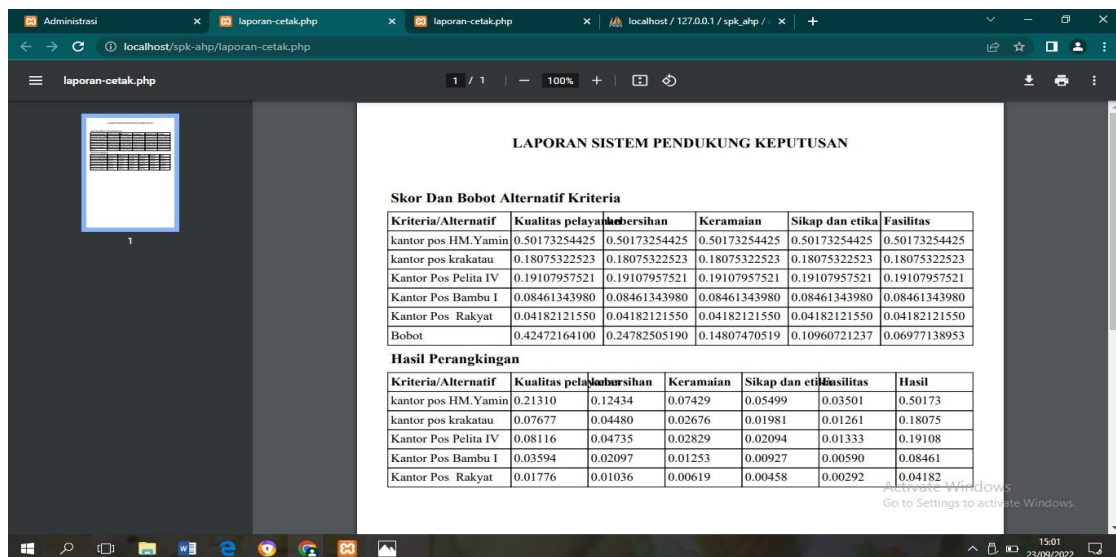 Administrasi
laporan-cetak.php
laporan-cetak.php
localhost / 127.0.0.1 / spk_ahp /
localhost/spk-ahp/laporan-cetak.php
laporan-cetak.php
1 / 1
100%
1
LAPORAN SISTEM PENDUKUNG KEPUTUSAN
Skor Dan Bobot Alternatif Kriteria
Kriteria/Alternatif Kualitas pelayanan kebersihan Keramaian Sikap dan etika Fasilitas
kantor pos HM.Yamin 0.50173254425 0.50173254425 0.50173254425 0.50173254425 0.50173254425
kantor pos krakatau 0.18075322523 0.18075322523 0.18075322523 0.18075322523 0.18075322523
Kantor Pos Pelita IV 0.19107957521 0.19107957521 0.19107957521 0.19107957521 0.19107957521
Kantor Pos Bambu I 0.08461343980 0.08461343980 0.08461343980 0.08461343980 0.08461343980
Kantor Pos Rakyat 0.04182121550 0.04182121550 0.04182121550 0.04182121550 0.04182121550
Bobot 0.42472164100 0.24782505190 0.14807470519 0.10960721237 0.06977138953
Hasil Perangkingan
Kriteria/Alternatif Kualitas pelayanan kebersihan Keramaian Sikap dan etika Fasilitas Hasil
kantor pos HM.Yamin 0.21310 0.12434 0.07429 0.05499 0.03501 0.50173
kantor pos krakatau 0.07677 0.04480 0.02676 0.01981 0.01261 0.18075
Kantor Pos Pelita IV 0.08116 0.04735 0.02829 0.02094 0.01333 0.19108
Kantor Pos Bambu I 0.03594 0.02097 0.01253 0.00927 0.00590 0.08461
Kantor Pos Rakyat 0.01776 0.01036 0.00619 0.00458 0.00292 0.04182
Activate Windows
Go to Settings to activate Windows.
15:01
23/09/2022